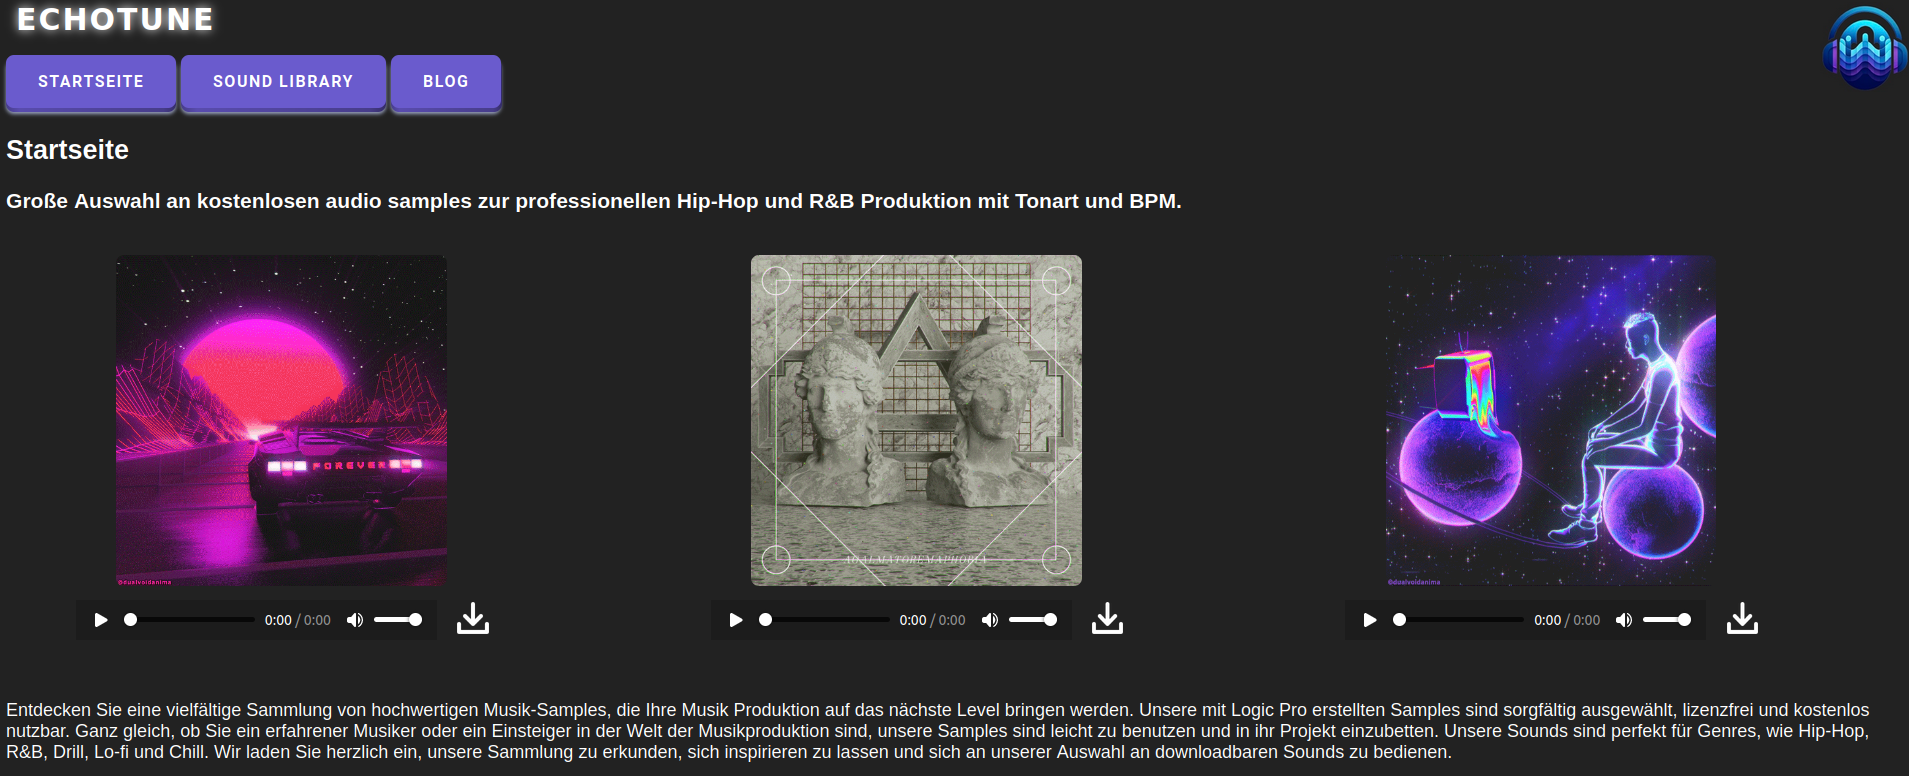 ECHOTUNE
STARTSEITE SOUND LIBRARY BLOG
Startseite
Große Auswahl an kostenlosen audio samples zur professionellen Hip-Hop und R&B Produktion mit Tonart und BPM.
FOREVER
AGALMATOREMAPHOBIA
©dualvoidanima
©dualvoidanima
0:00 / 0:00
0:00 / 0:00
0:00 / 0:00
Entdecken Sie eine vielfältige Sammlung von hochwertigen Musik-Samples, die Ihre Musik Produktion auf das nächste Level bringen werden. Unsere mit Logic Pro erstellten Samples sind sorgfältig ausgewählt, lizenzfrei und kostenlos
nutzbar. Ganz gleich, ob Sie ein erfahrener Musiker oder ein Einsteiger in der Welt der Musikproduktion sind, unsere Samples sind leicht zu benutzen und in ihr Projekt einzubetten. Unsere Sounds sind perfekt für Genres, wie Hip-Hop,
R&B, Drill, Lo-fi und Chill. Wir laden Sie herzlich ein, unsere Sammlung zu erkunden, sich inspirieren zu lassen und sich an unserer Auswahl an downloadbaren Sounds zu bedienen.